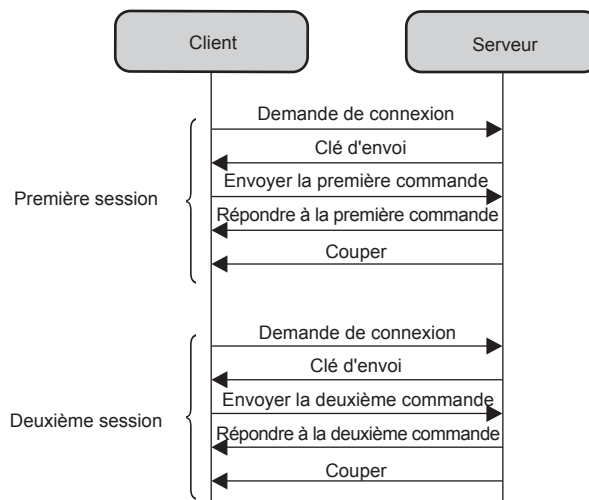 Client
Serveur
Demande de connexion
Clé d'envoi
Envoyer la première commande
Première session
Répondre à la première commande
Couper
Demande de connexion
Clé d'envoi
Envoyer la deuxième commande
Deuxième session
Répondre à la deuxième commande
Couper